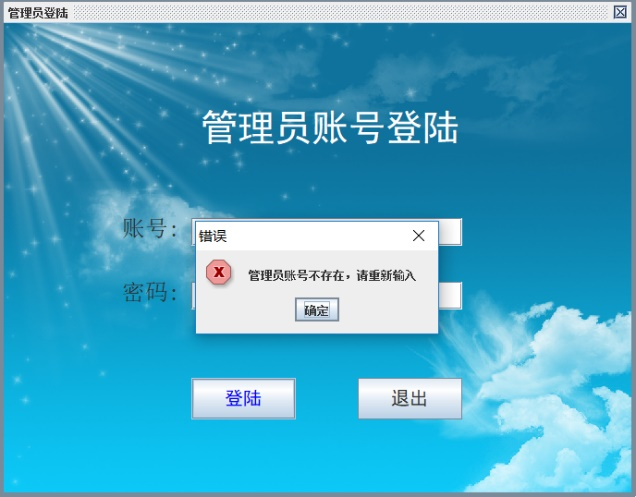 管理员登陆
管理员账号登陆
账号：
错误
管理员账号不存在，请重新输入
确定
密码：
登陆
退出